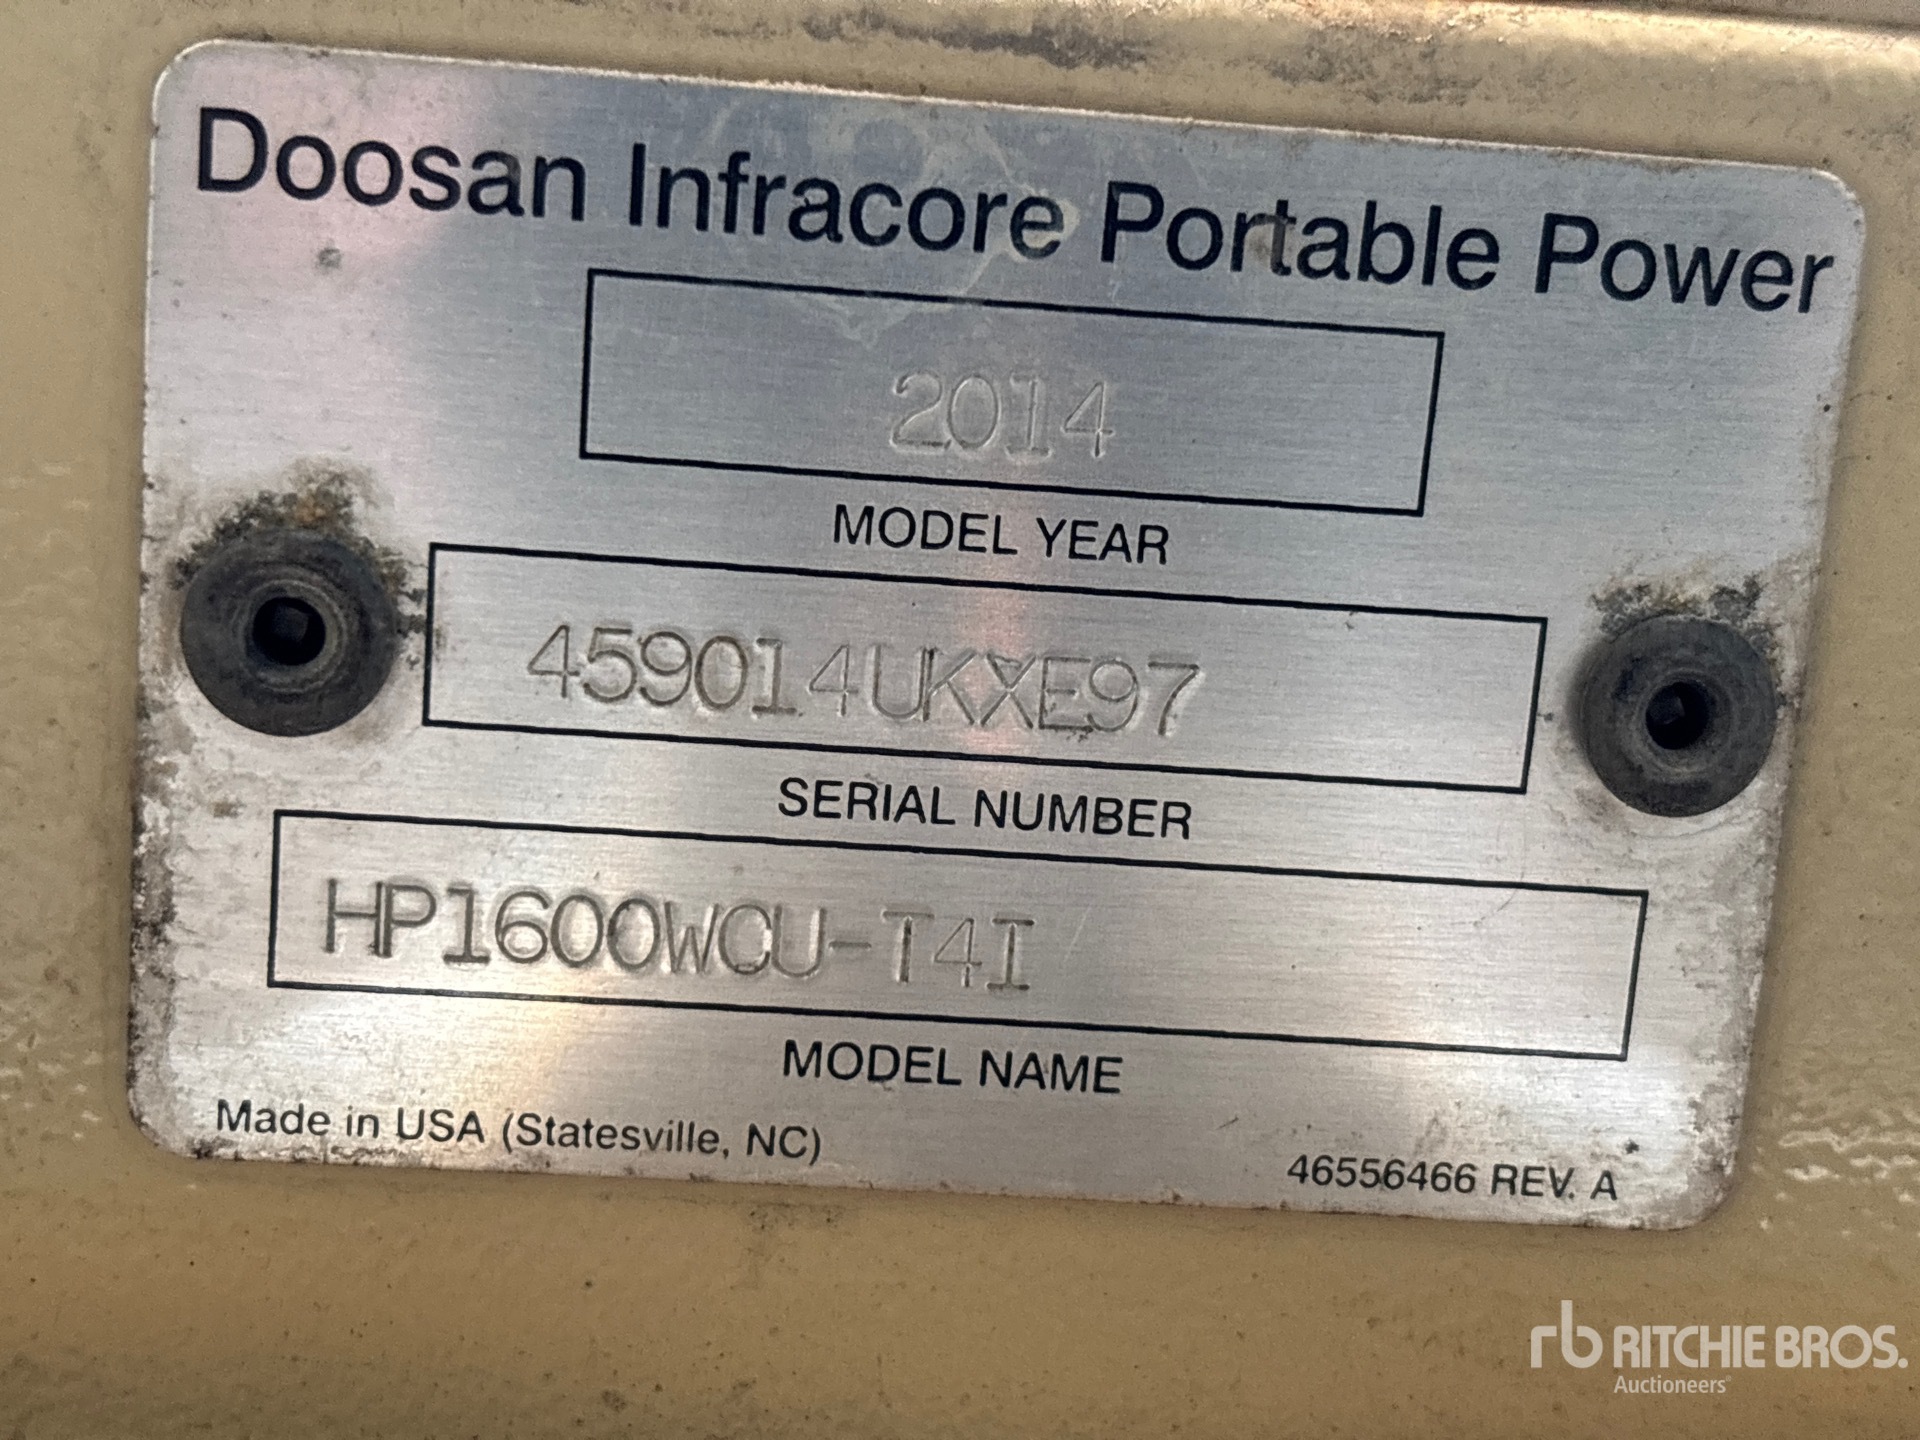 Doosan Infracore Portable Power
2014
MODEL YEAR
459014UKXE97
SERIAL NUMBER
HP1600WCU-T4I
MODEL NAME
Made in USA (Statesville, NC)
46556466 REV. A
rb RITCHIE BROS.
Auctioneers